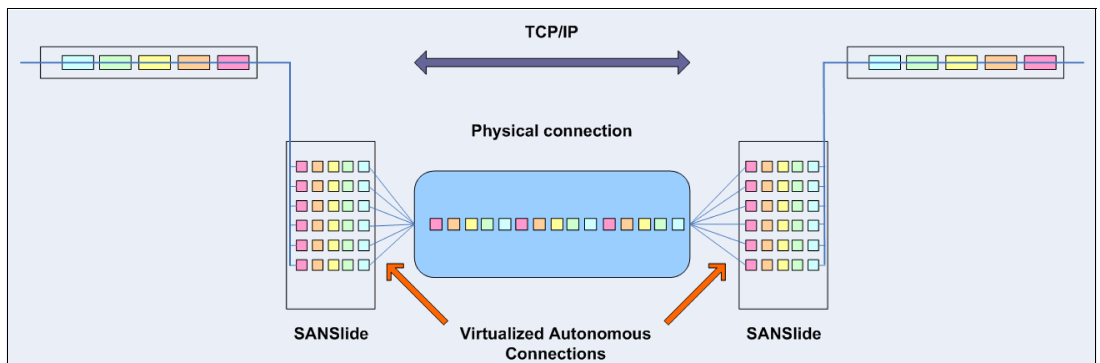 TCP/IP
Physical connection
SANSlide
Virtualized Autonomous
Connections
SANSlide